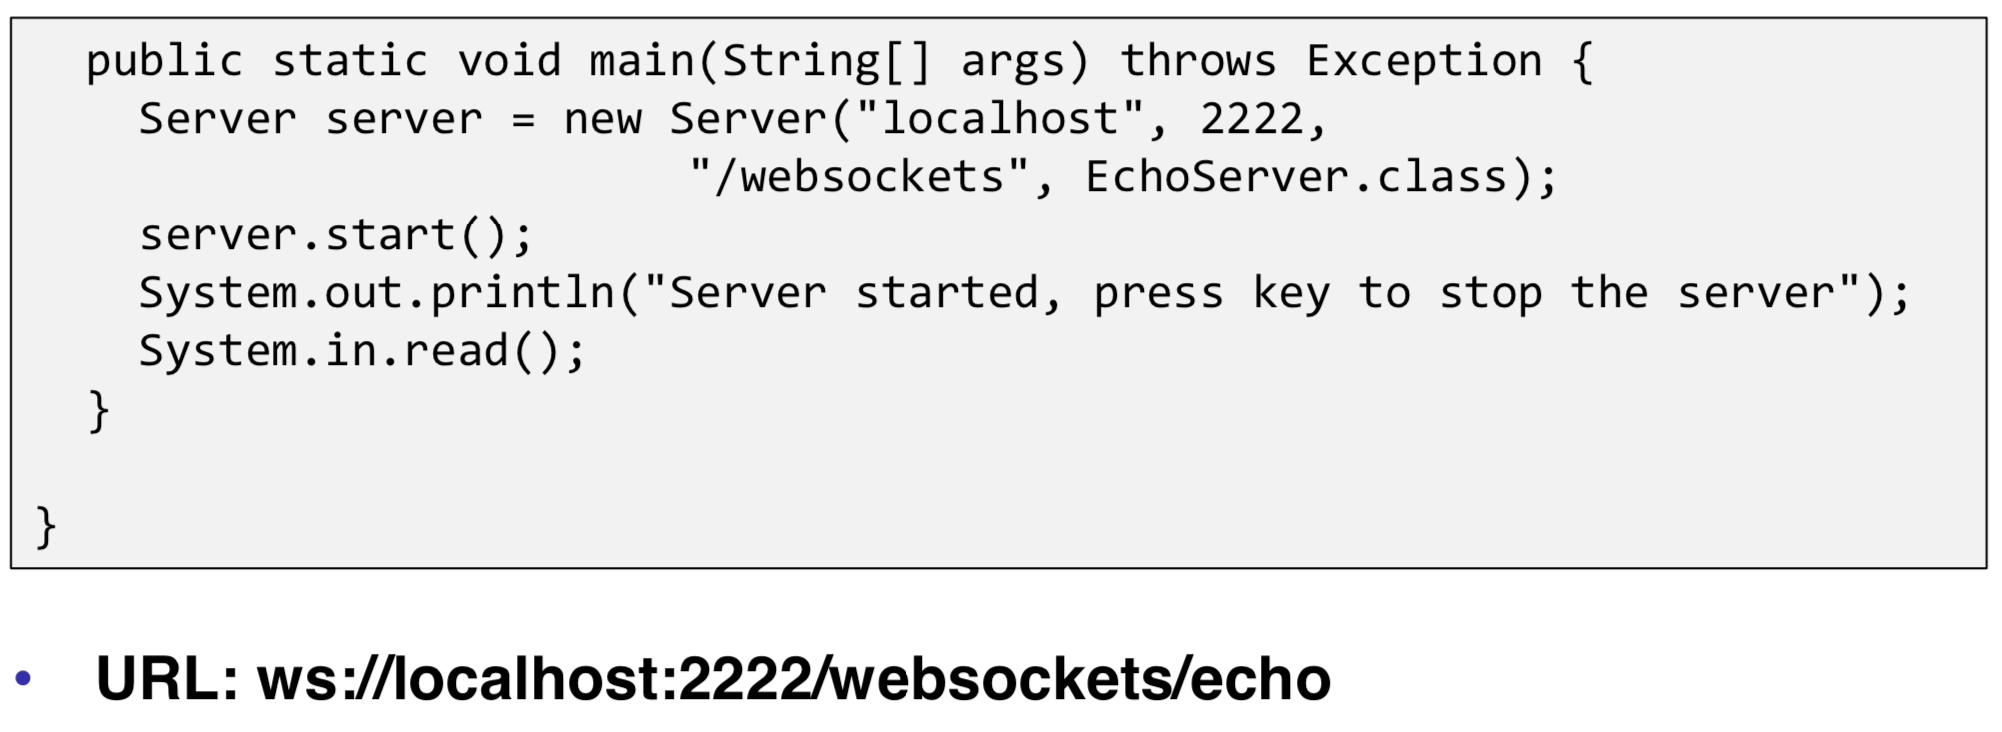 public static void main(String[] args) throws Exception {
Server server = new Server("localhost", 2222,
"/websockets", EchoServer.class);
server.start();
System.out.println("Server started, press key to stop the server");
System.in.read();
}
}
• URL: ws://localhost:2222/websockets/echo